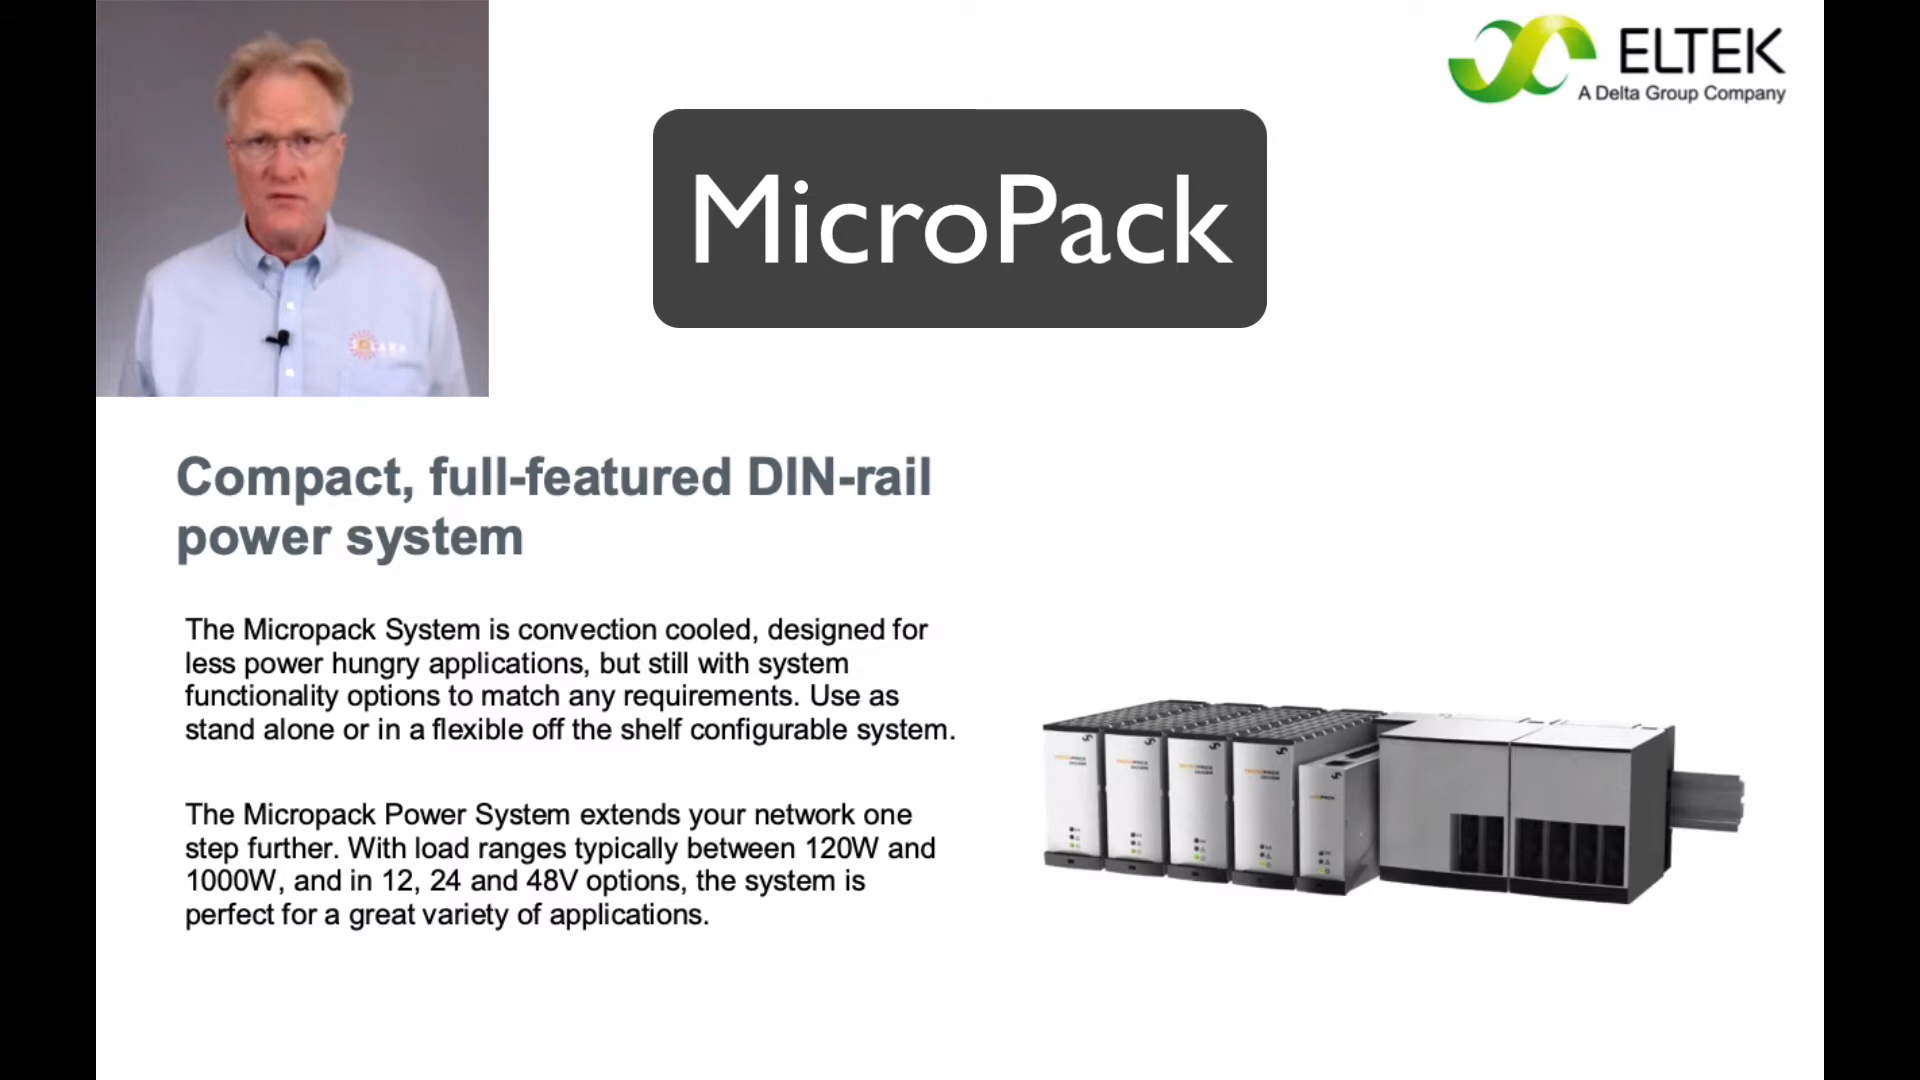 ELTEK
A Delta Group Company
MicroPack
Compact, full-featured DIN-rail
power system
The Micropack System is convection cooled, designed for
less power hungry applications, but still with system
functionality options to match any requirements. Use as
stand alone or in a flexible off the shelf configurable system.
The Micropack Power System extends your network one
step further. With load ranges typically between 120W and
1000W, and in 12, 24 and 48V options, the system is
perfect for a great variety of applications.